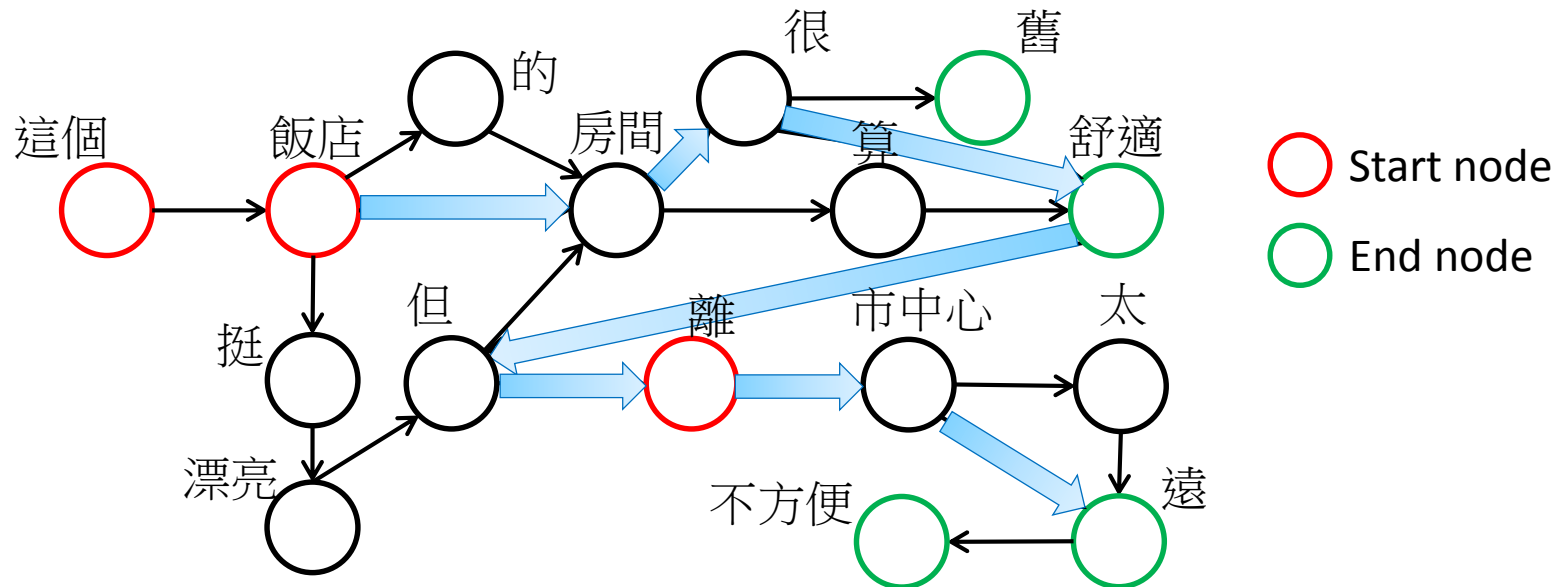 很
舊
的
這個
飯店
房間
算
舒適
Start node
End node
但
離
市中心
太
挺
漂亮
不方便
遠